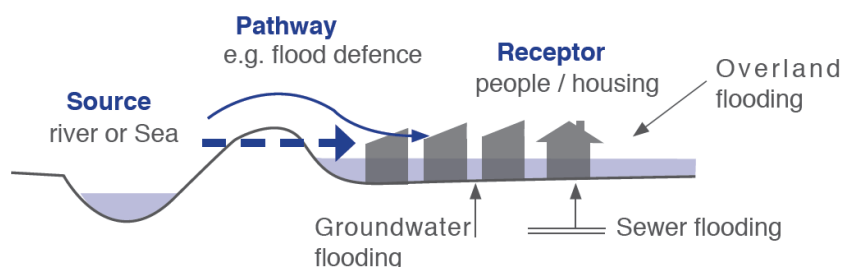 Pathway
e.g. flood defence
Receptor
people / housing
Overland
flooding
Source
river or Sea
Groundwater
flooding
Sewer flooding